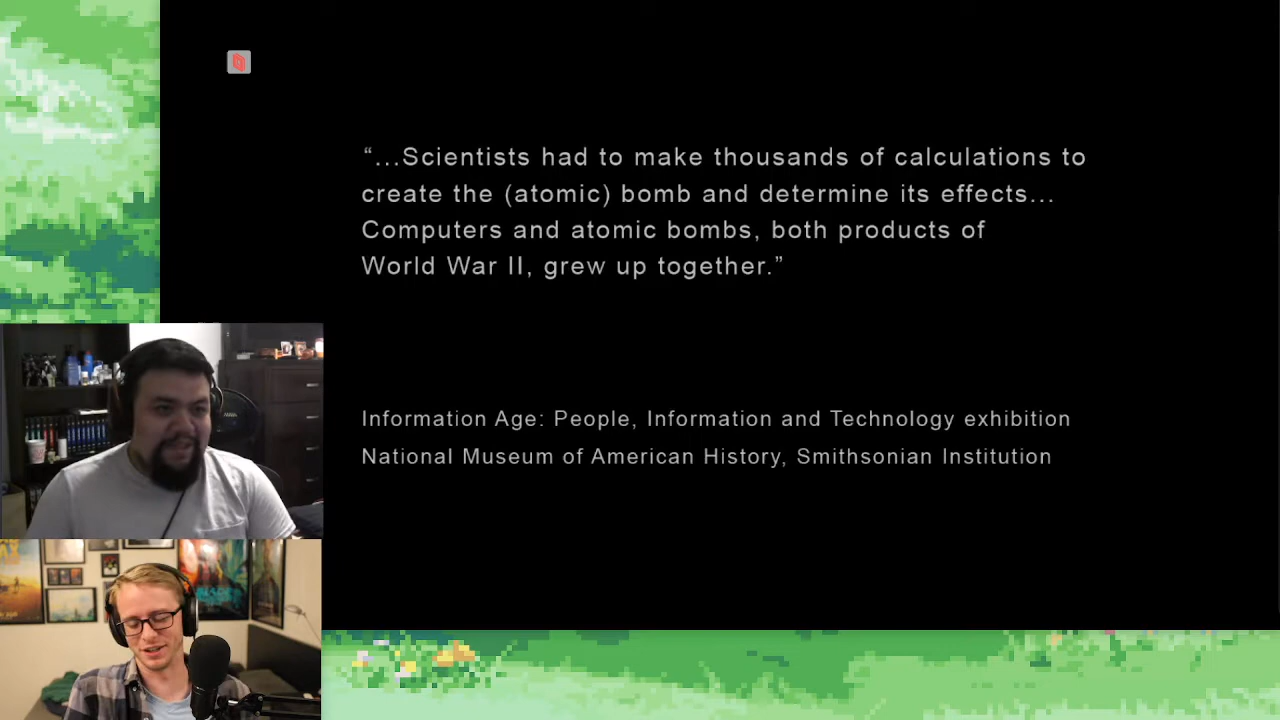 “...Scientists had to make thousands of calculations to
create the (atomic) bomb and determine its effects...
Computers and atomic bombs, both products of
World War II, grew up together.”
Information Age: People, Information and Technology exhibition
National Museum of American History, Smithsonian Institution